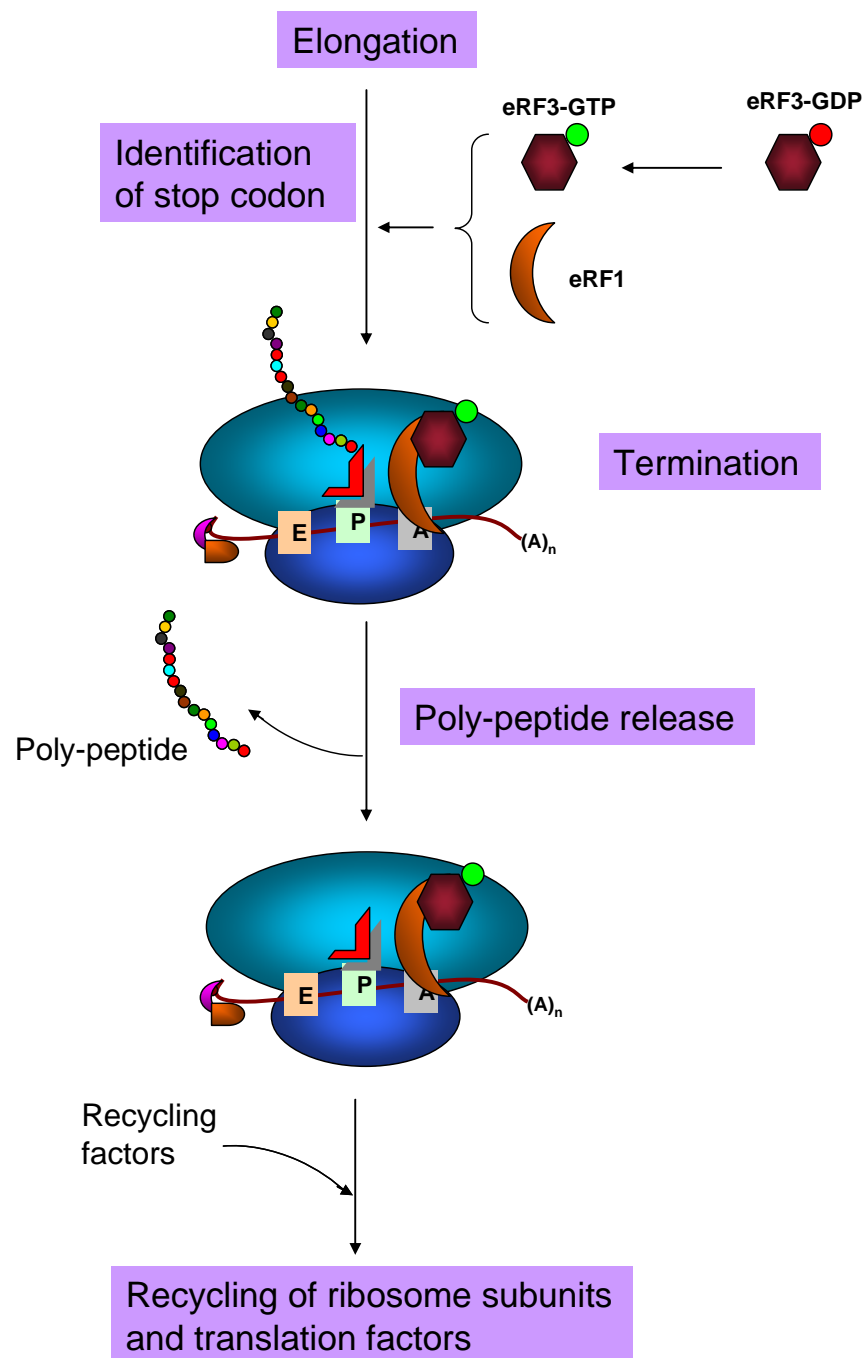 Elongation
eRF3-GTP
eRF3-GDP
Identification
of stop codon
eRF1
Termination
E
P
A
(A)n
Poly-peptide release
Poly-peptide
E
P
A
(A)n
Recycling
factors
Recycling of ribosome subunits
and translation factors